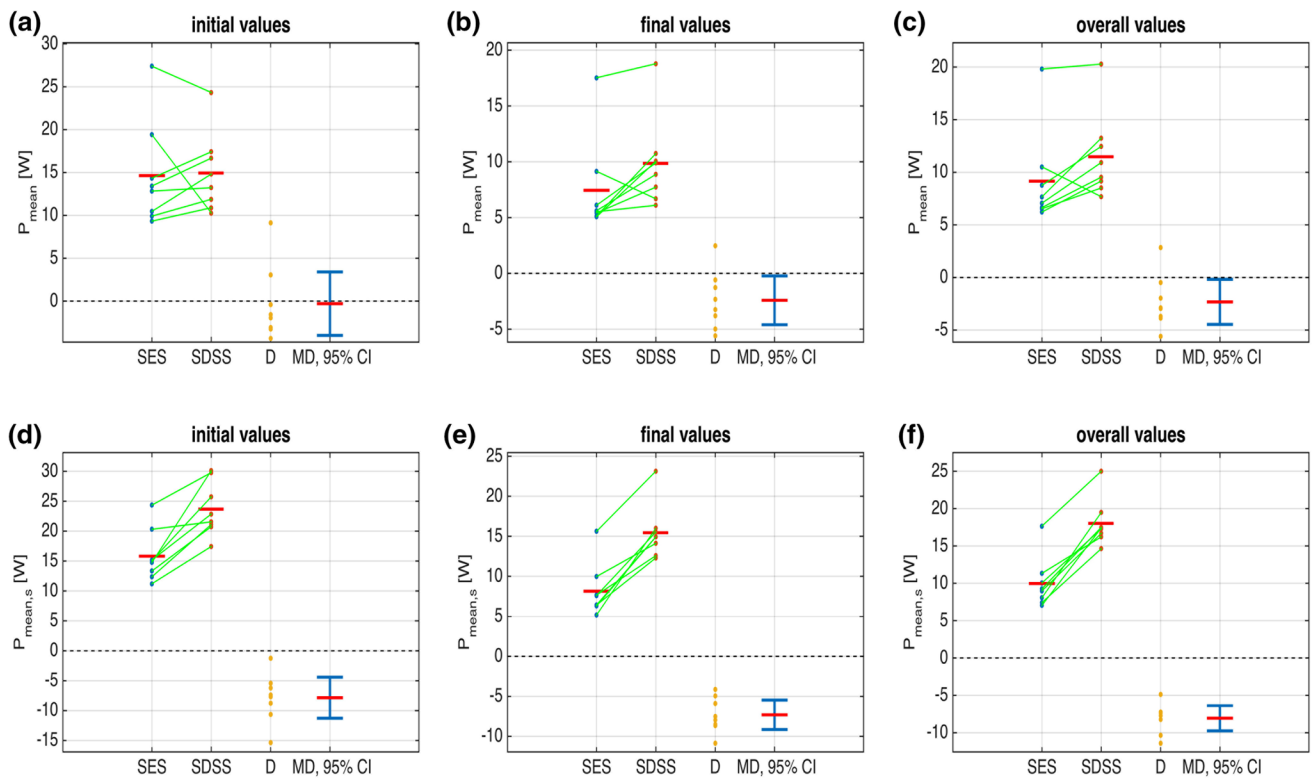 (a) initial values
P_mean [W]
30
25
20
15
10
5
0
SES SDSS D MD, 95% CI
(b) final values
P_mean [W]
20
15
10
5
0
-5
SES SDSS D MD, 95% CI
(c) overall values
P_mean [W]
20
15
10
5
0
-5
SES SDSS D MD, 95% CI
(d) initial values
P_mean,s [W]
30
25
20
15
10
5
0
-5
-10
-15
SES SDSS D MD, 95% CI
(e) final values
P_mean,s [W]
25
20
15
10
5
0
-5
-10
SES SDSS D MD, 95% CI
(f) overall values
P_mean,s [W]
25
20
15
10
5
0
-5
-10
SES SDSS D MD, 95% CI